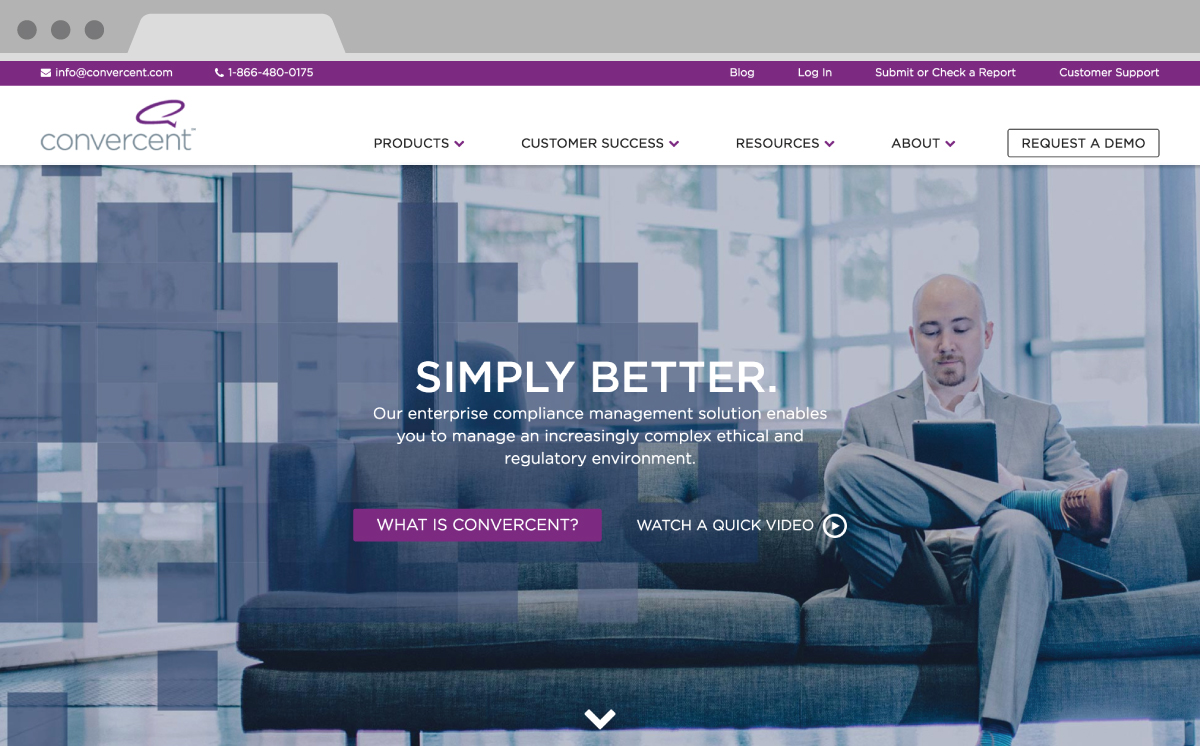 info@convercent.com
1-866-480-0175
Blog
Log In
Submit or Check a Report
Customer Support
convercent™
PRODUCTS
CUSTOMER SUCCESS
RESOURCES
ABOUT
REQUEST A DEMO
SIMPLY BETTER.
Our enterprise compliance management solution enables
you to manage an increasingly complex ethical and
regulatory environment.
WHAT IS CONVERCENT?
WATCH A QUICK VIDEO